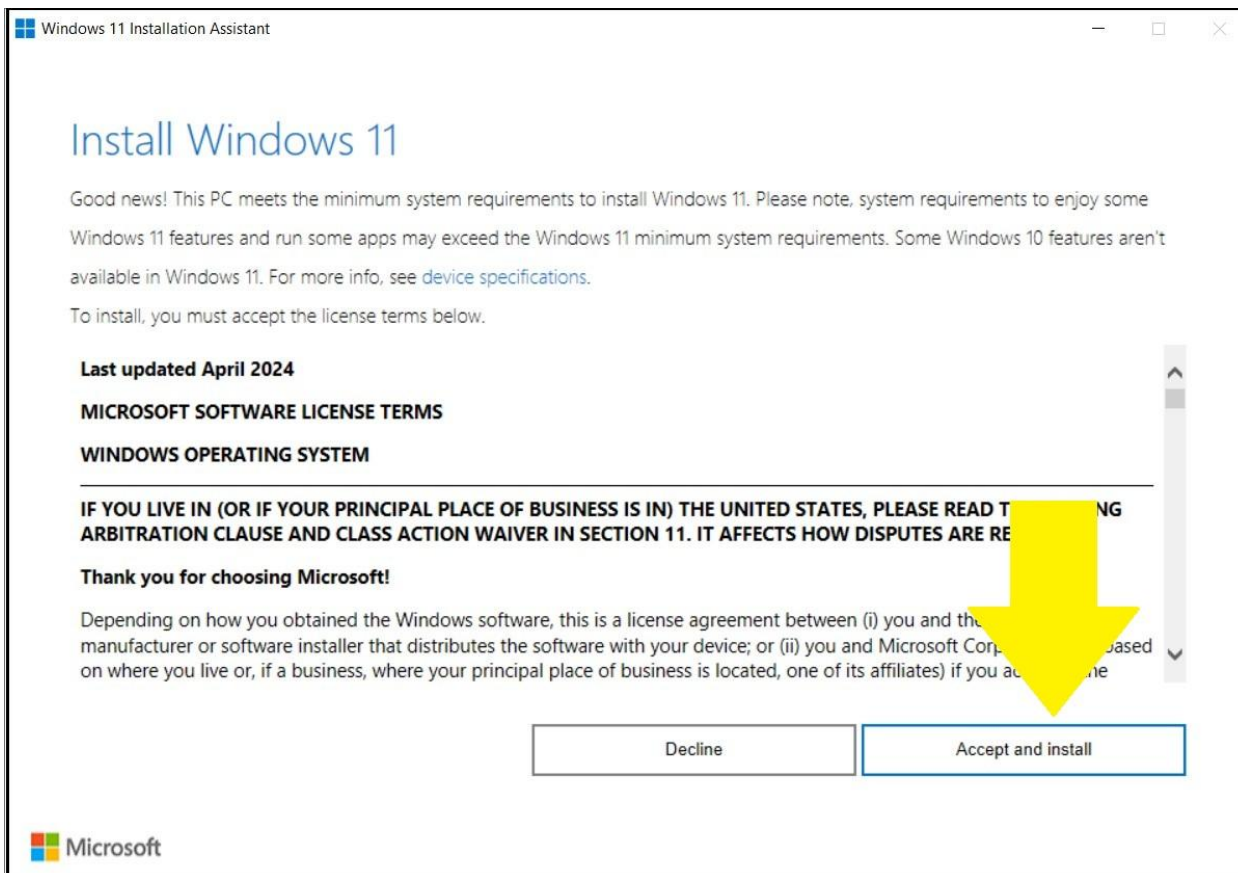 Windows 11 Installation Assistant
Install Windows 11
Good news! This PC meets the minimum system requirements to install Windows 11. Please note, system requirements to enjoy some
Windows 11 features and run some apps may exceed the Windows 11 minimum system requirements. Some Windows 10 features aren't
available in Windows 11. For more info, see device specifications.
To install, you must accept the license terms below.
Last updated April 2024
MICROSOFT SOFTWARE LICENSE TERMS
WINDOWS OPERATING SYSTEM
IF YOU LIVE IN (OR IF YOUR PRINCIPAL PLACE OF BUSINESS IS IN) THE UNITED STATES, PLEASE READ
ARBITRATION CLAUSE AND CLASS ACTION WAIVER IN SECTION 11. IT AFFECTS HOW DISPUTES ARE
Thank you for choosing Microsoft!
Depending on how you obtained the Windows software, this is a license agreement between (i) you and
manufacturer or software installer that distributes the software with your device; or (ii) you and Microsoft
on where you live or, if a business, where your principal place of business is located, one of its affiliates) if you
Decline
Accept and install
Microsoft